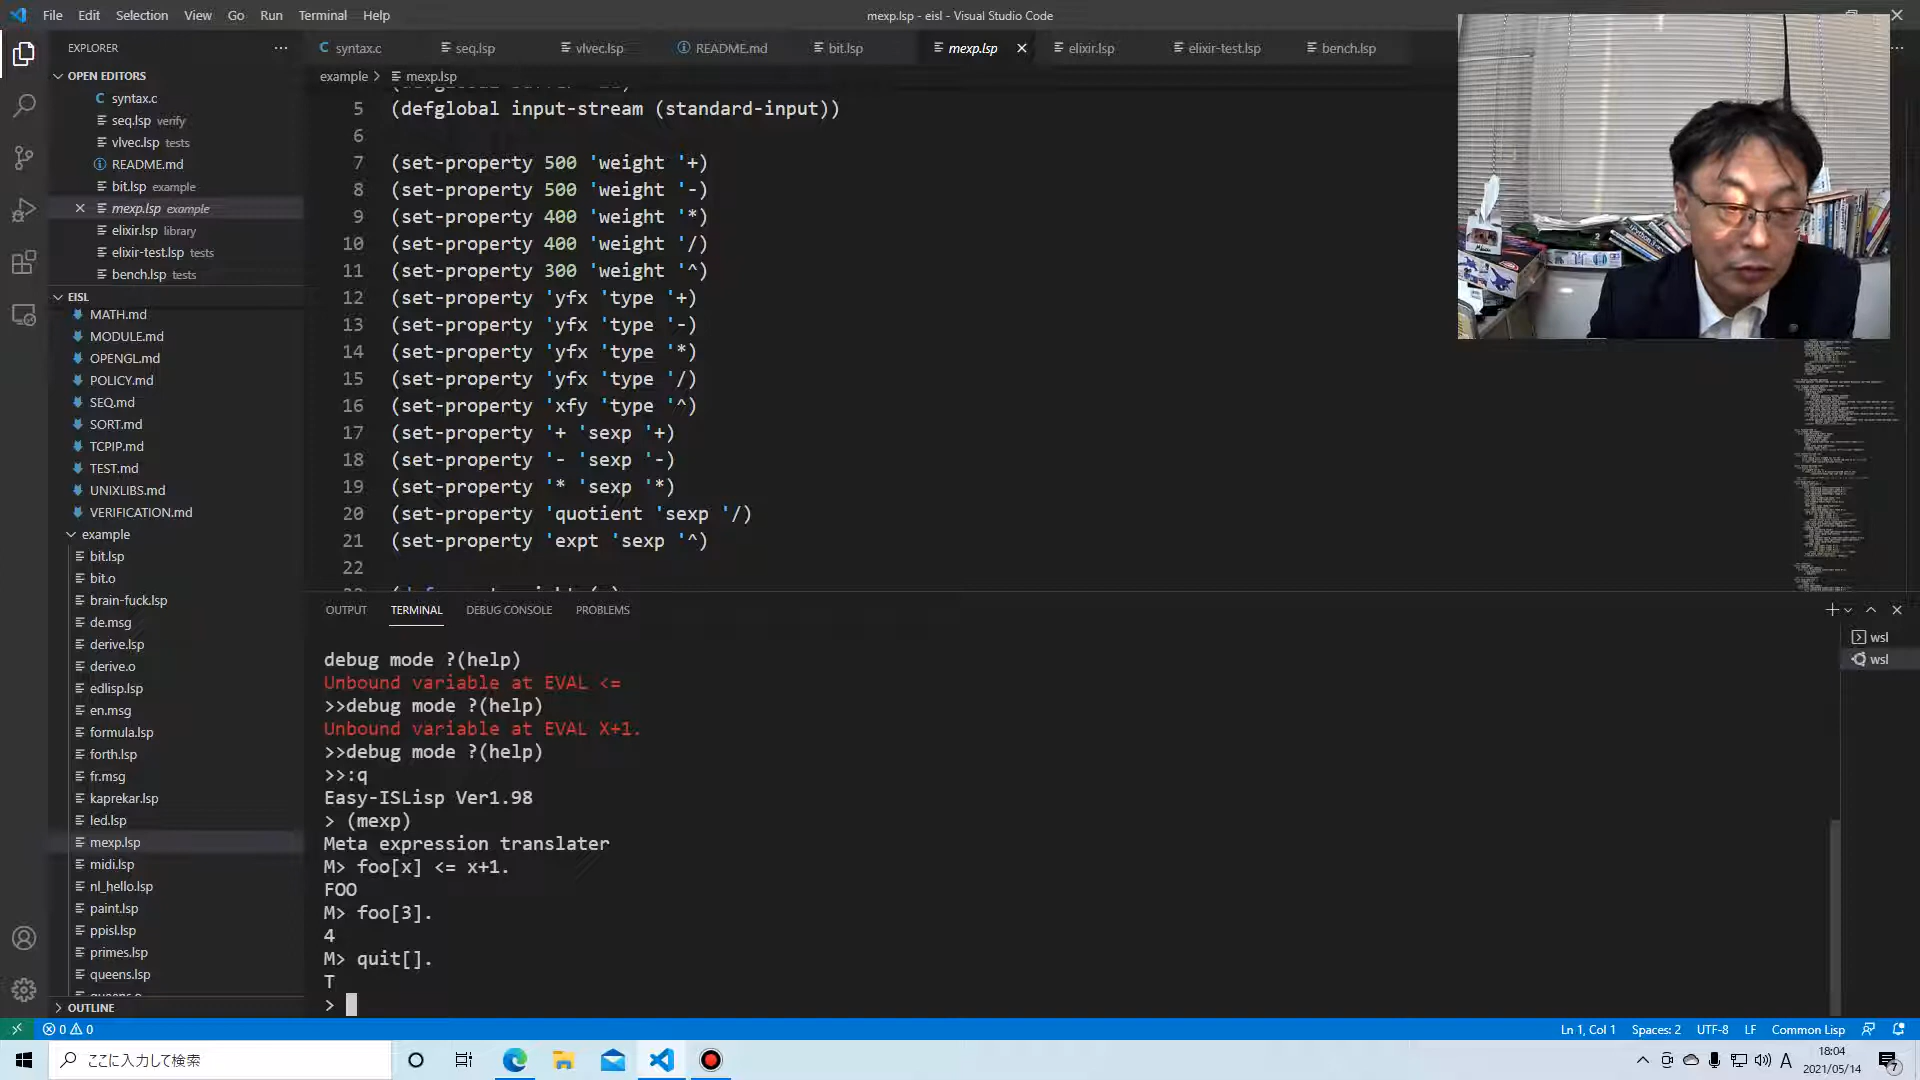 File Edit Selection View Go Run Terminal Help
mexp.lsp - eisl - Visual Studio Code
EXPLORER
OPEN EDITORS
syntax.c
seq.lsp verify
vlvec.lsp tests
README.md
bit.lsp example
mexp.lsp example
elixir.lsp library
elixir-test.lsp tests
bench.lsp tests
EISL
MATH.md
MODULE.md
OPENGL.md
POLICY.md
SEQ.md
SORT.md
TCPIP.md
TEST.md
UNIXLIBS.md
VERIFICATION.md
example
bit.lsp
bit.o
brain-fuck.lsp
de.msg
derive.lsp
derive.o
edlisp.lsp
en.msg
formula.lsp
forth.lsp
fr.msg
kaprekar.lsp
led.lsp
mexp.lsp
midi.lsp
nl_hello.lsp
paint.lsp
ppisl.lsp
primes.lsp
queens.lsp
OUTLINE
syntax.c seq.lsp vlvec.lsp README.md bit.lsp mexp.lsp elixir.lsp elixir-test.lsp bench.lsp
example > mexp.lsp
5 (defglobal input-stream (standard-input))
6
7 (set-property 500 'weight '+)
8 (set-property 500 'weight '-)
9 (set-property 400 'weight '*)
10 (set-property 400 'weight '/)
11 (set-property 300 'weight '^)
12 (set-property 'yfx 'type '+)
13 (set-property 'yfx 'type '-)
14 (set-property 'yfx 'type '*)
15 (set-property 'yfx 'type '/)
16 (set-property 'xfy 'type '^)
17 (set-property '+ 'sexp '+)
18 (set-property '- 'sexp '-)
19 (set-property '* 'sexp '*)
20 (set-property 'quotient 'sexp '/)
21 (set-property 'expt 'sexp '^)
22
OUTPUT TERMINAL DEBUG CONSOLE PROBLEMS
wsl
wsl
debug mode ?(help)
Unbound variable at EVAL <=
>>debug mode ?(help)
Unbound variable at EVAL X+1.
>>debug mode ?(help)
>>:q
Easy-ISLisp Ver1.98
> (mexp)
Meta expression translater
M> foo[x] <= x+1.
FOO
M> foo[3].
4
M> quit[].
T
>
0 0
Ln 1, Col 1 Spaces: 2 UTF-8 LF Common Lisp
ここに入力して検索
A
18:04
2021/05/14
7